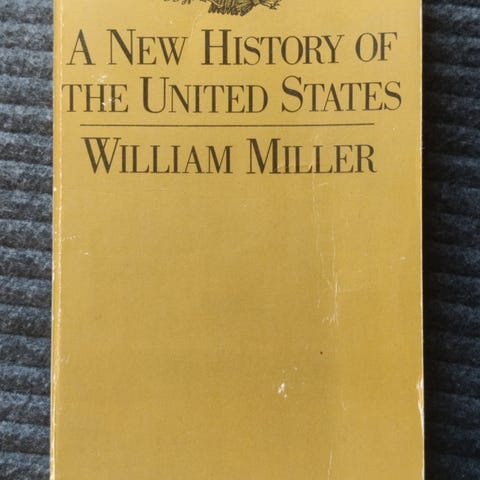 A NEW HISTORY OF
THE UNITED STATES
WILLIAM MILLER